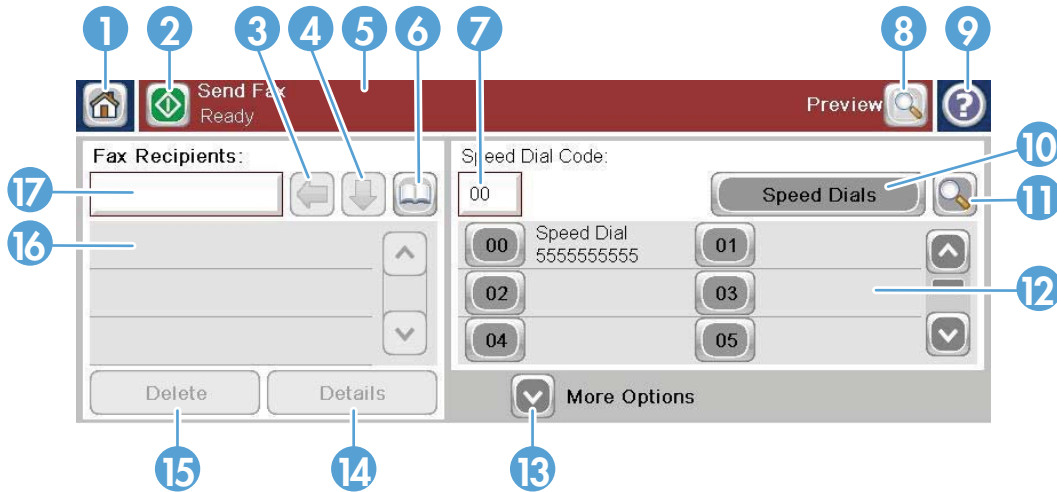 1 2 3 4 5 6 7 8 9
Send Fax
Ready
Preview
Fax Recipients:
Speed Dial Code:
10
17
00
Speed Dials
11
16
00
Speed Dial
5555555555
01
02
03
12
04
05
Delete
Details
More Options
15
14
13